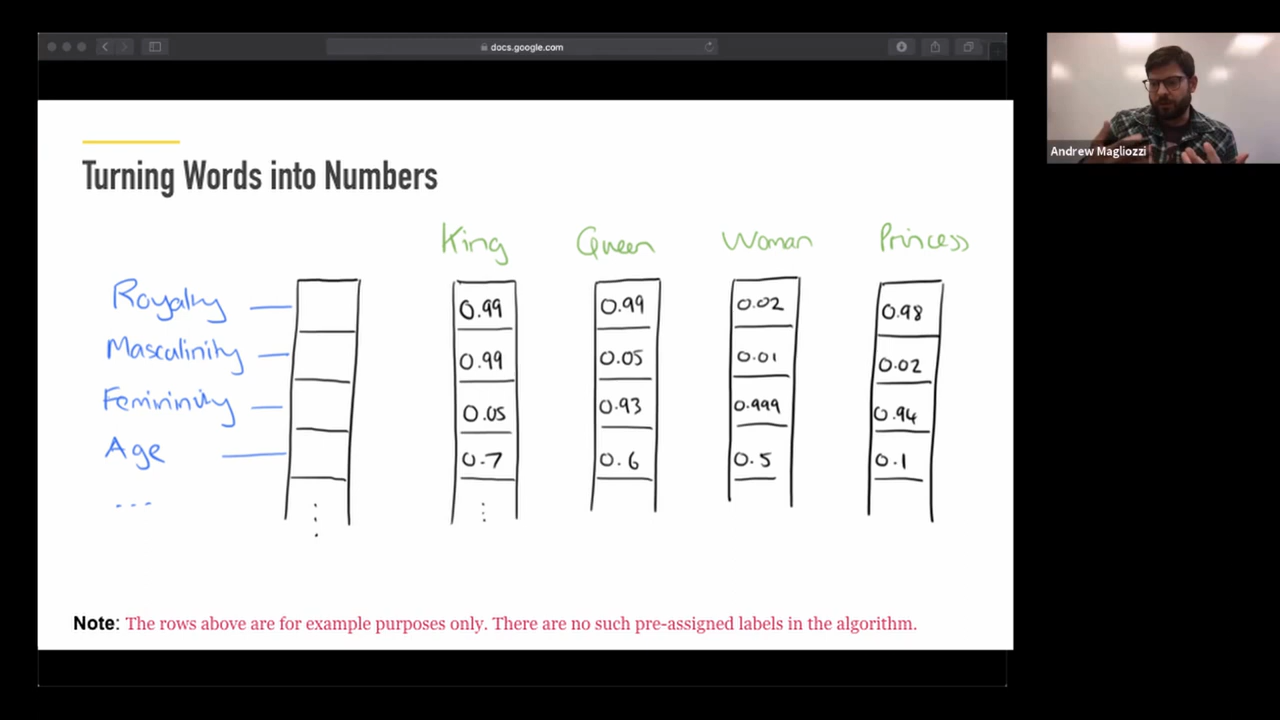 docs.google.com
Andrew Magliozzi
Turning Words into Numbers
King Queen Woman Princess
Royalty 0.99 0.99 0.02 0.98
Masculinity 0.99 0.05 0.01 0.02
Femininity 0.05 0.93 0.999 0.94
Age 0.7 0.6 0.5 0.1
...
Note: The rows above are for example purposes only. There are no such pre-assigned labels in the algorithm.